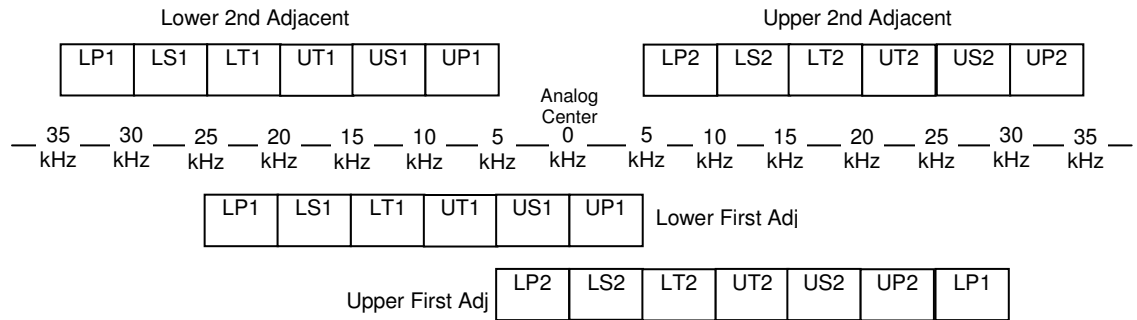 Lower 2nd Adjacent Upper 2nd Adjacent
LP1 LS1 LT1 UT1 US1 UP1 LP2 LS2 LT2 UT2 US2 UP2
Analog
Center
35 30 25 20 15 10 5 0 5 10 15 20 25 30 35
kHz kHz kHz kHz kHz kHz kHz kHz kHz kHz kHz kHz kHz kHz kHz
LP1 LS1 LT1 UT1 US1 UP1 Lower First Adj
Upper First Adj LP2 LS2 LT2 UT2 US2 UP2 LP1